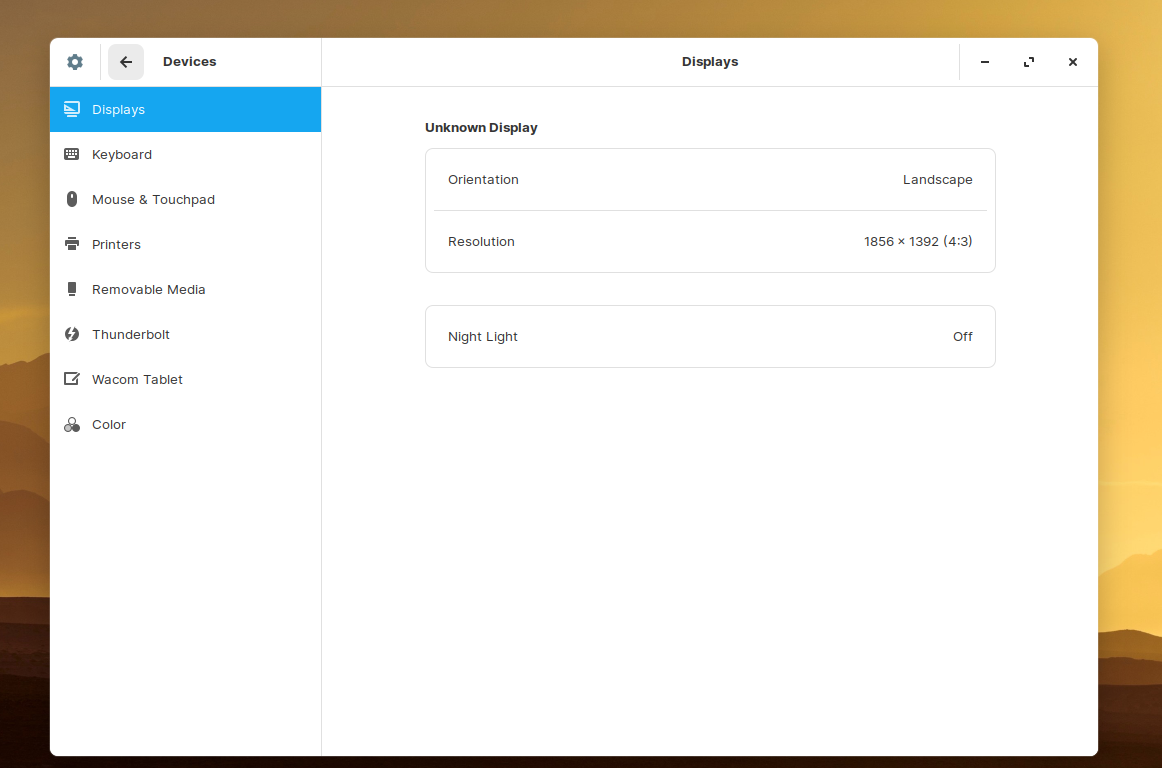 Devices
Displays
Displays
Keyboard
Mouse & Touchpad
Printers
Removable Media
Thunderbolt
Wacom Tablet
Color
Unknown Display
Orientation Landscape
Resolution 1856 × 1392 (4:3)
Night Light Off